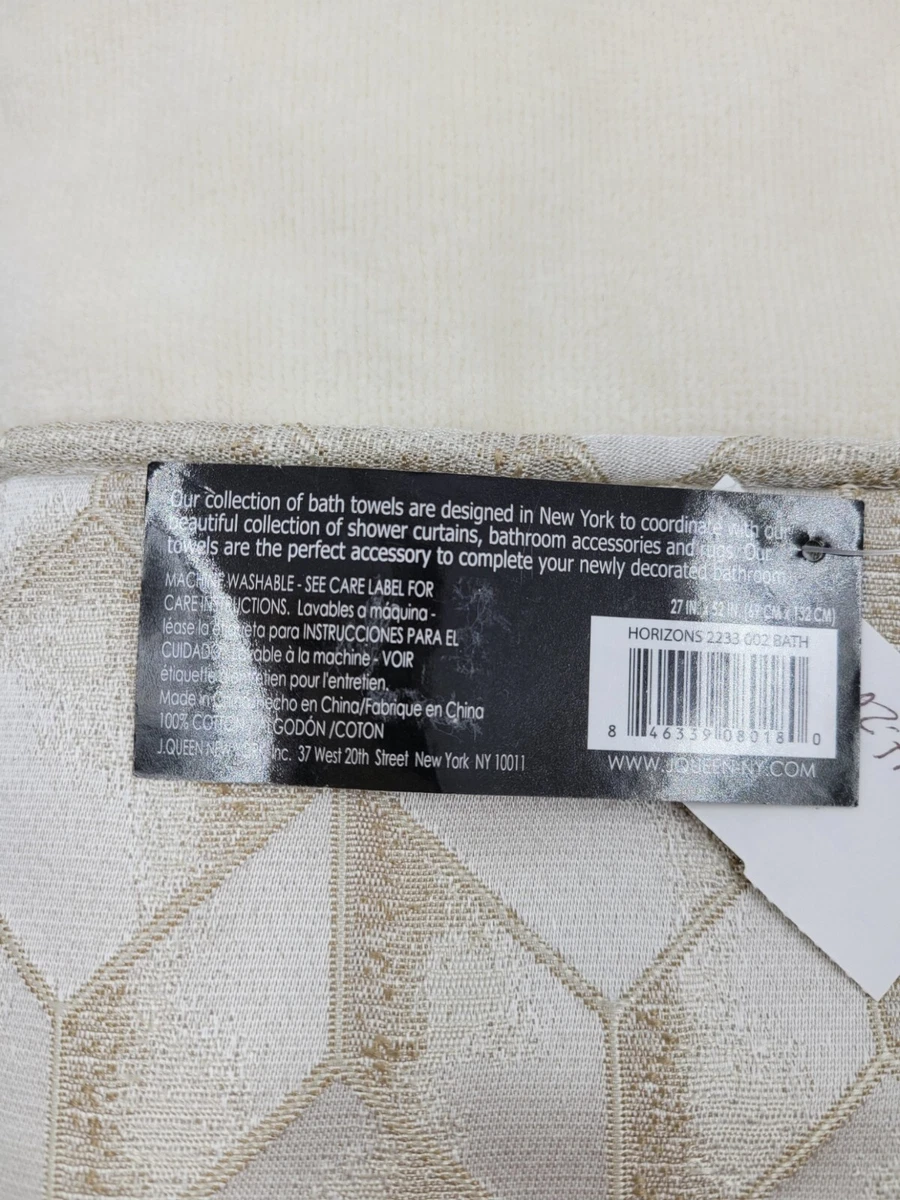 Our collection of bath towels are designed in New York to coordinate with our
beautiful collection of shower curtains, bathroom accessories and rugs. Our
towels are the perfect accessory to complete your newly decorated bathroom.
MACHINE WASHABLE - SEE CARE LABEL FOR
CARE INSTRUCTIONS. Lavables a máquina -
léase la etiqueta para INSTRUCCIONES PARA EL
CUIDADO. à la machine - VOIR
étiquette pour l'entretien.
Made in en China/Fabrique en China
100% COTTON /COTON
J.QUEEN NEW YORK Inc. 37 West 20th Street New York NY 10011
27 IN. X 52 IN. (69 CM X 132 CM)
HORIZONS 2233 002 BATH
8 46339 08018 0
WWW.JQUEEN-NY.COM